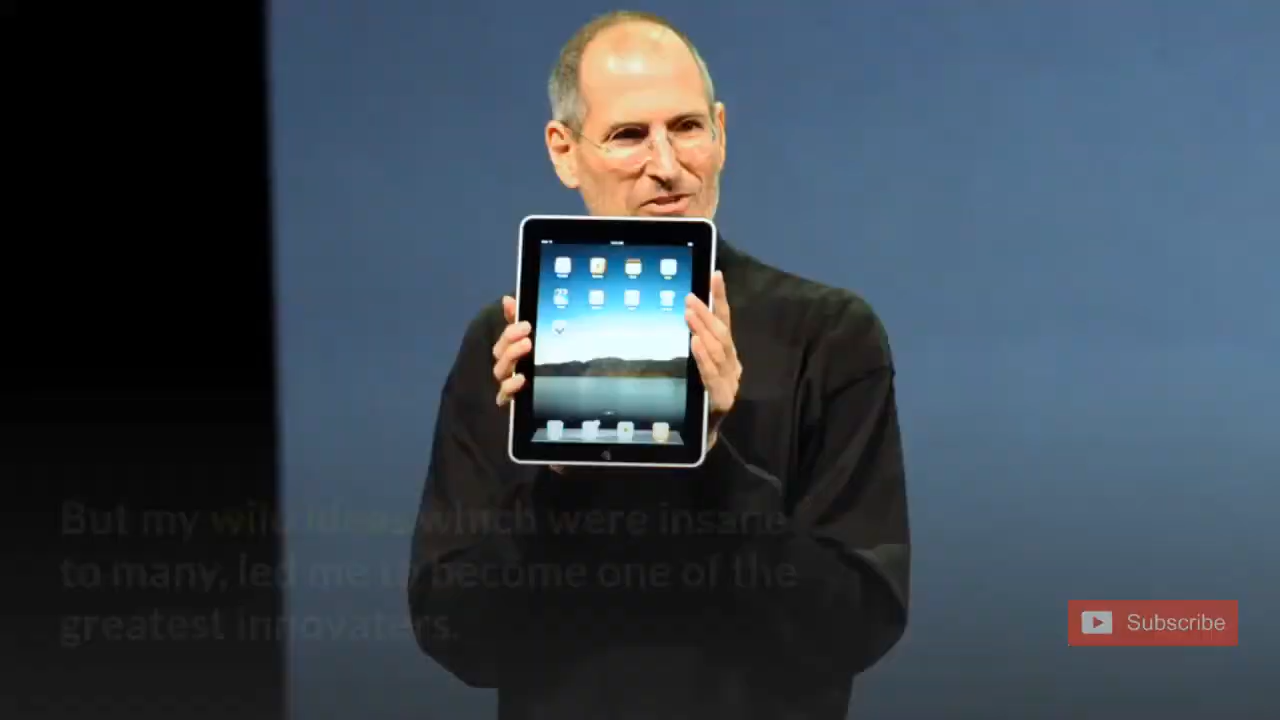 But my wild ideas which were insane
to many, led me to become one of the
greatest innovaters.
Subscribe